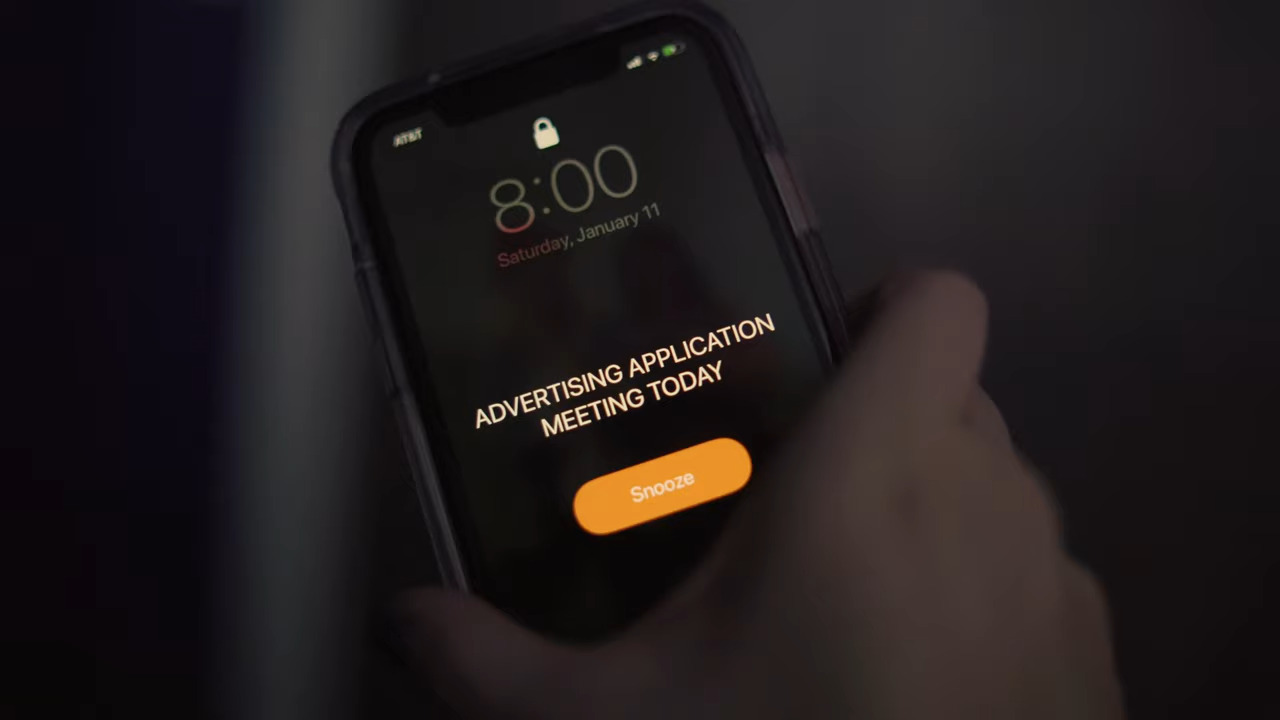 AT&T
8:00
Saturday, January 11
ADVERTISING APPLICATION
MEETING TODAY
Snooze